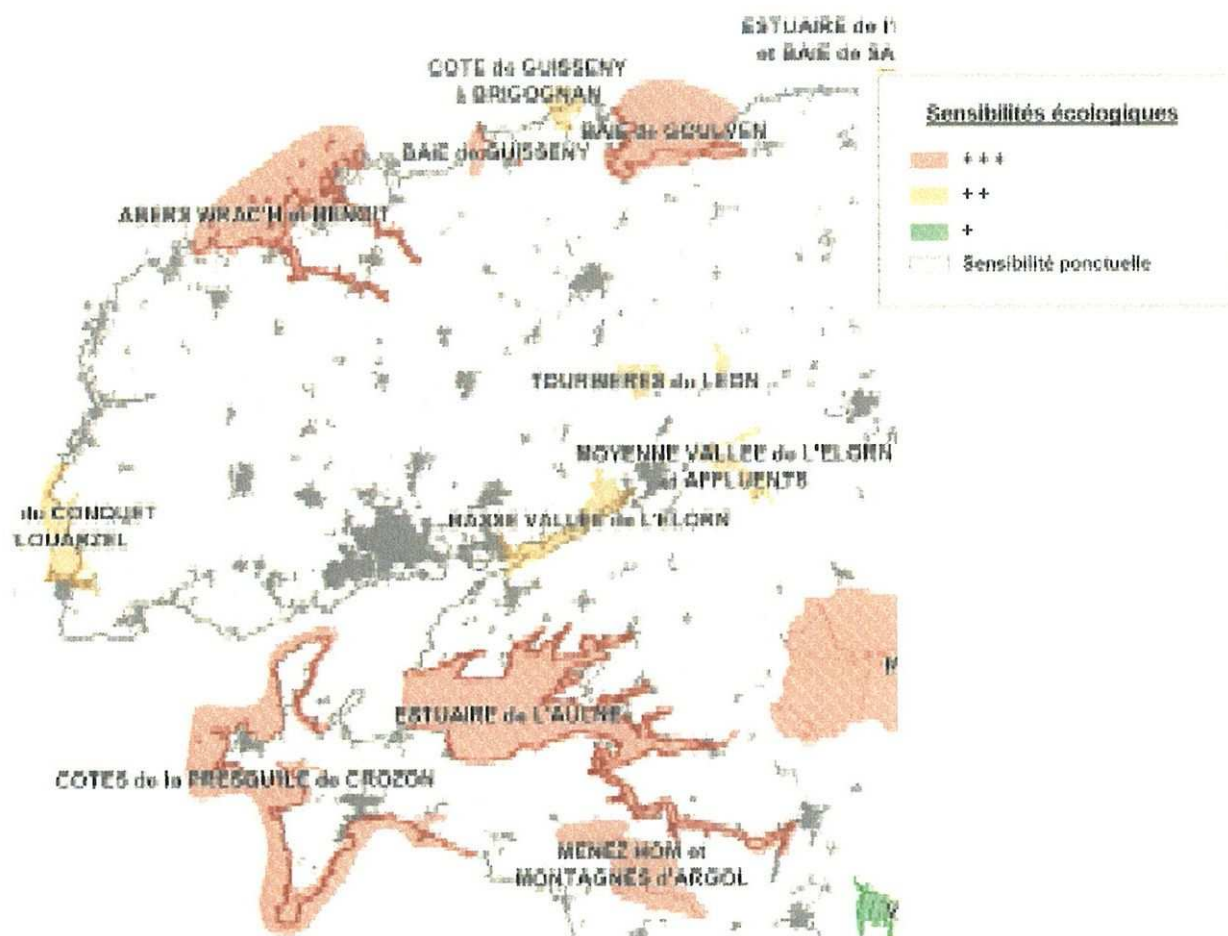 ESTUAIRE de l'
et BAIE de SA
COTE de GUISSENY
à BRIGOGNAN
BAIE de GOULVEN
BAIE de GUISSENY
ABERS WRAC'H et BENOIT
Sensibilités écologiques
+++
++
+
Sensibilité ponctuelle
TOURBIERES du LEON
MOYENNE VALLEE de L'ELORN
et AFFLUENTS
BASSE VALLEE de L'ELORN
du CONQUET
LOUARZEL
M
ESTUAIRE de L'AULNE
COTES de la PRESQUILE de CROZON
MENEZ HOM et
MONTAGNES d'ARGOL
V